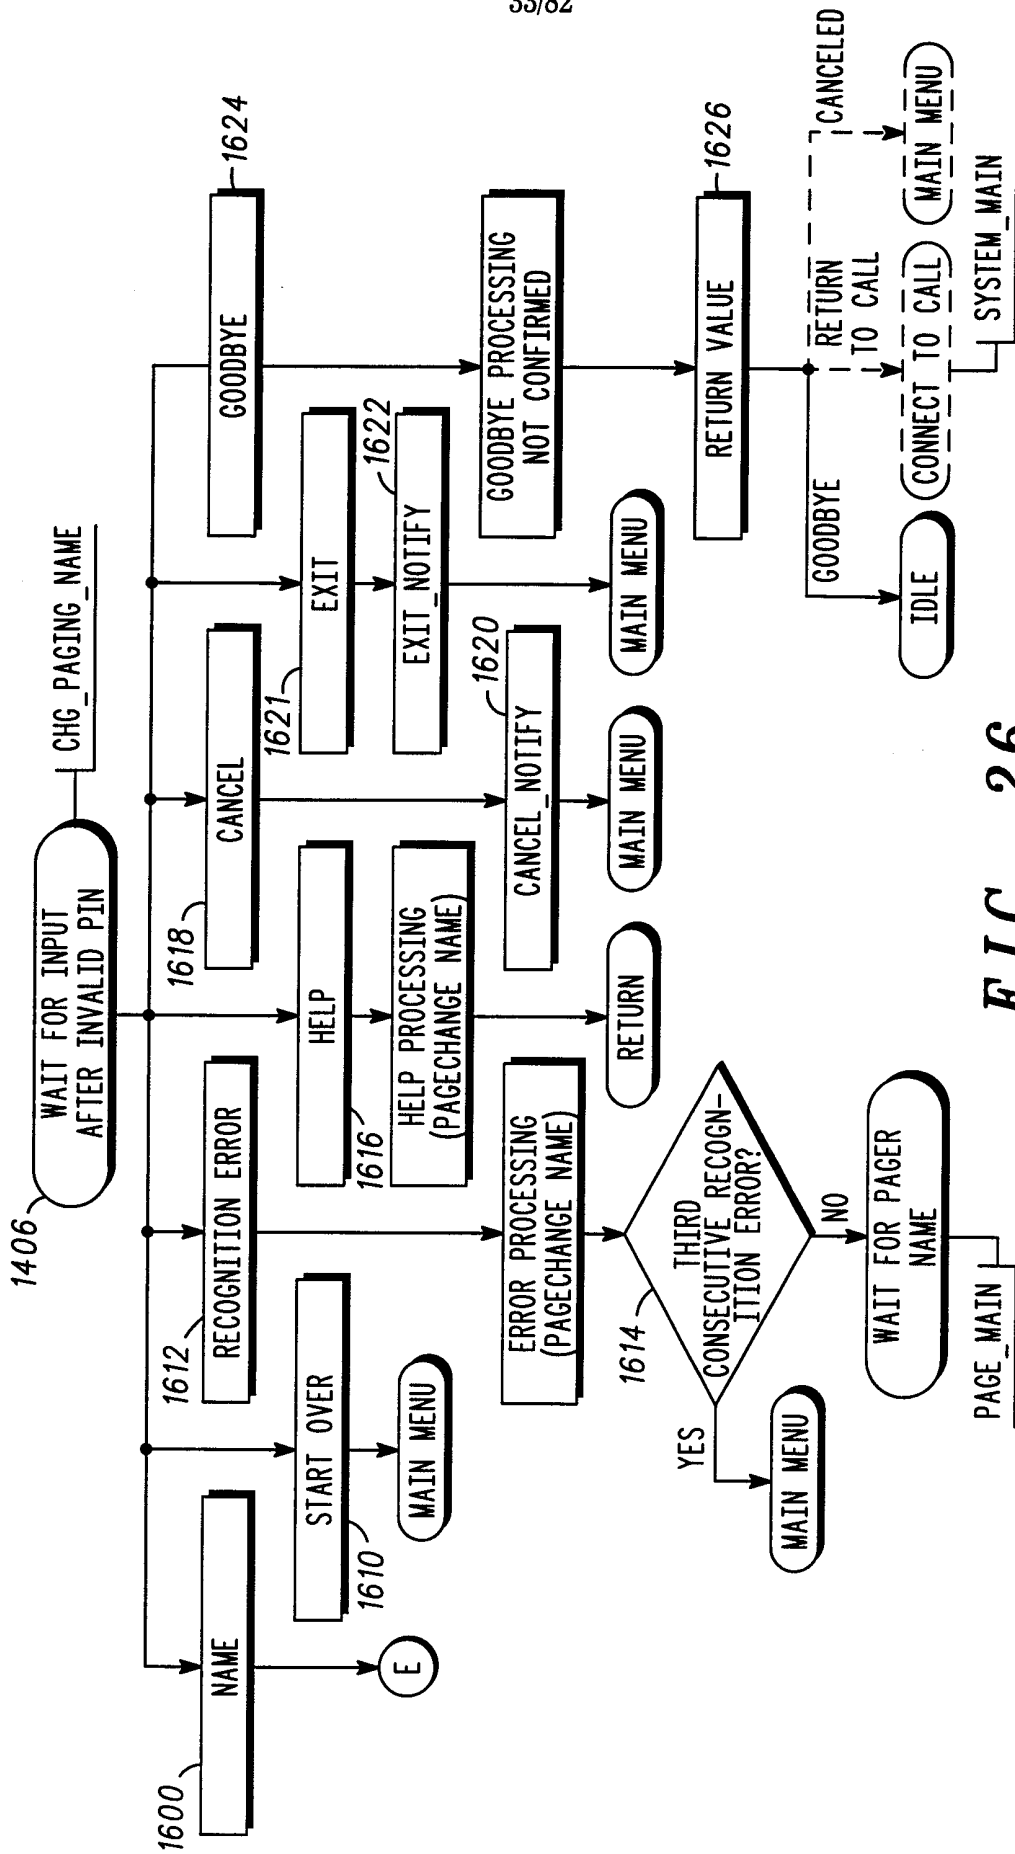 33/82
1406
WAIT FOR INPUT
AFTER INVALID PIN
CHG_PAGING_NAME
1600
NAME
E
1610
START OVER
MAIN MENU
1612
RECOGNITION ERROR
ERROR PROCESSING
(PAGECHANGE NAME)
1614
THIRD
CONSECUTIVE RECOGN-
ITION ERROR?
YES
MAIN MENU
NO
WAIT FOR PAGER
NAME
PAGE_MAIN
1616
HELP
HELP PROCESSING
(PAGECHANGE NAME)
RETURN
1618
CANCEL
1620
CANCEL_NOTIFY
MAIN MENU
1621
EXIT
1622
EXIT_NOTIFY
MAIN MENU
1624
GOODBYE
GOODBYE PROCESSING
NOT CONFIRMED
1626
RETURN VALUE
GOODBYE
IDLE
RETURN
TO CALL
CONNECT TO CALL
SYSTEM_MAIN
CANCELED
MAIN MENU
FIG. 26